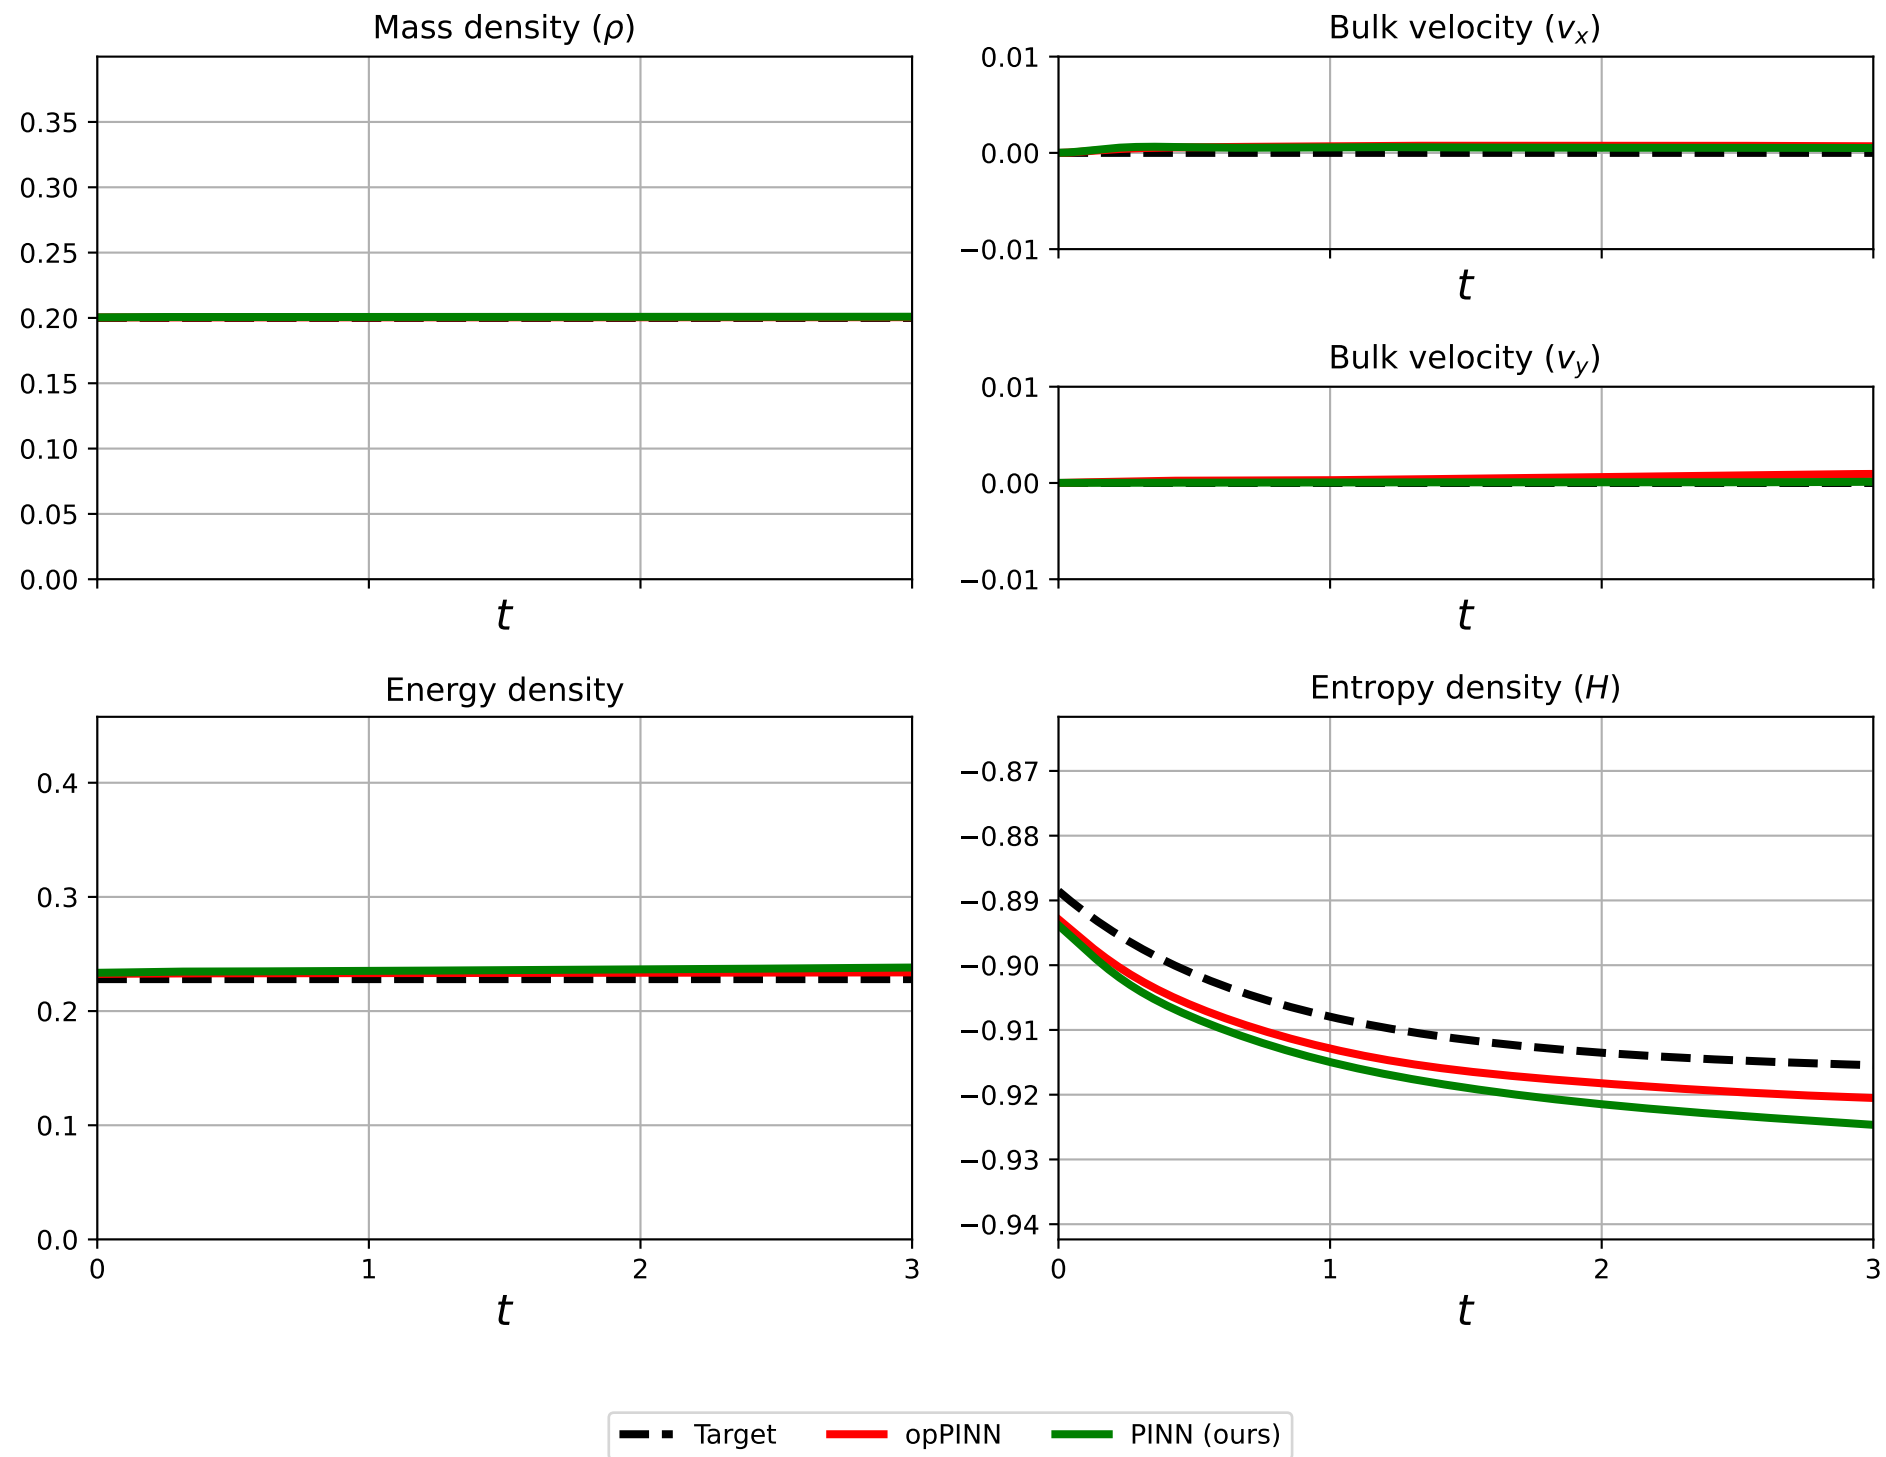 Mass density (ρ)
0.35
0.30
0.25
0.20
0.15
0.10
0.05
0.00
t
Bulk velocity (vₓ)
0.01
0.00
−0.01
t
Bulk velocity (v_y)
0.01
0.00
−0.01
t
Energy density
0.4
0.3
0.2
0.1
0.0
0 1 2 3
t
Entropy density (H)
−0.87
−0.88
−0.89
−0.90
−0.91
−0.92
−0.93
−0.94
0 1 2 3
t
Target opPINN PINN (ours)